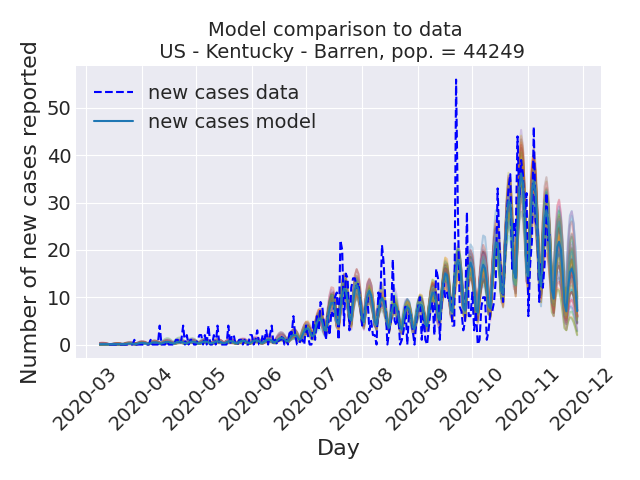 Model comparison to data
US - Kentucky - Barren, pop. = 44249
Number of new cases reported
50
40
30
20
10
0
new cases data
new cases model
2020-03
2020-04
2020-05
2020-06
2020-07
2020-08
2020-09
2020-10
2020-11
2020-12
Day